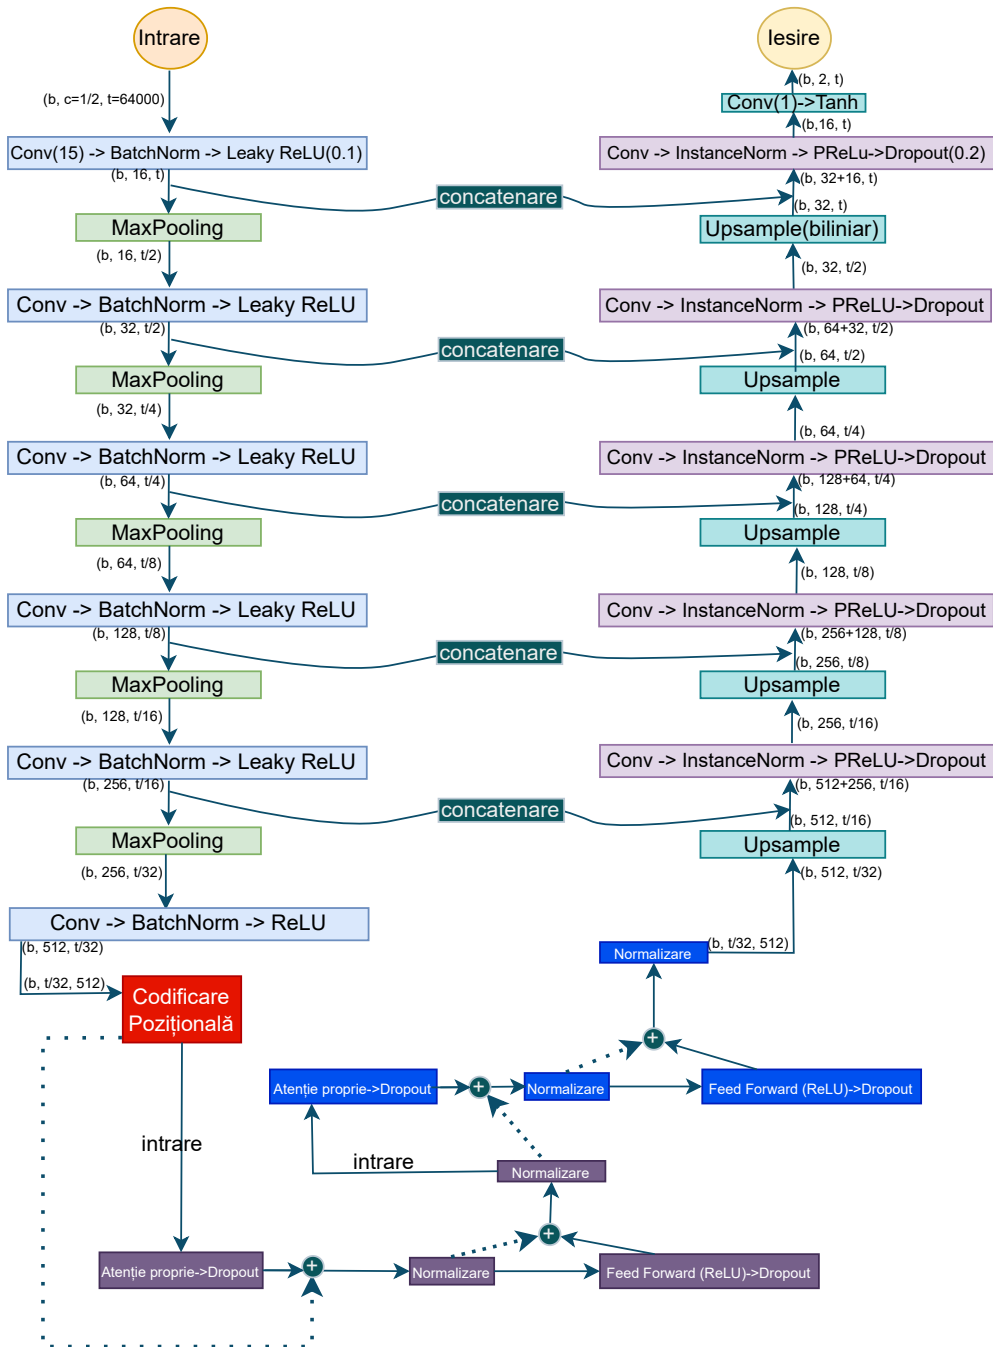 Intrare
(b, c=1/2, t=64000)
Conv(15) -> BatchNorm -> Leaky ReLU(0.1)
(b, 16, t)
MaxPooling
(b, 16, t/2)
Conv -> BatchNorm -> Leaky ReLU
(b, 32, t/2)
MaxPooling
(b, 32, t/4)
Conv -> BatchNorm -> Leaky ReLU
(b, 64, t/4)
MaxPooling
(b, 64, t/8)
Conv -> BatchNorm -> Leaky ReLU
(b, 128, t/8)
MaxPooling
(b, 128, t/16)
Conv -> BatchNorm -> Leaky ReLU
(b, 256, t/16)
MaxPooling
(b, 256, t/32)
Conv -> BatchNorm -> ReLU
(b, 512, t/32)
(b, t/32, 512)
Codificare
Pozițională
intrare
Atenție proprie->Dropout
+
Normalizare
Feed Forward (ReLU)->Dropout
+
Normalizare
intrare
Atenție proprie->Dropout
+
Normalizare
Feed Forward (ReLU)->Dropout
+
Normalizare
(b, t/32, 512)
concatenare
concatenare
concatenare
concatenare
concatenare
Iesire
(b, 2, t)
Conv(1)->Tanh
(b,16, t)
Conv -> InstanceNorm -> PReLu->Dropout(0.2)
(b, 32+16, t)
(b, 32, t)
Upsample(biliniar)
(b, 32, t/2)
Conv -> InstanceNorm -> PReLU->Dropout
(b, 64+32, t/2)
(b, 64, t/2)
Upsample
(b, 64, t/4)
Conv -> InstanceNorm -> PReLU->Dropout
(b, 128+64, t/4)
(b, 128, t/4)
Upsample
(b, 128, t/8)
Conv -> InstanceNorm -> PReLU->Dropout
(b, 256+128, t/8)
(b, 256, t/8)
Upsample
(b, 256, t/16)
Conv -> InstanceNorm -> PReLU->Dropout
(b, 512+256, t/16)
(b, 512, t/16)
Upsample
(b, 512, t/32)